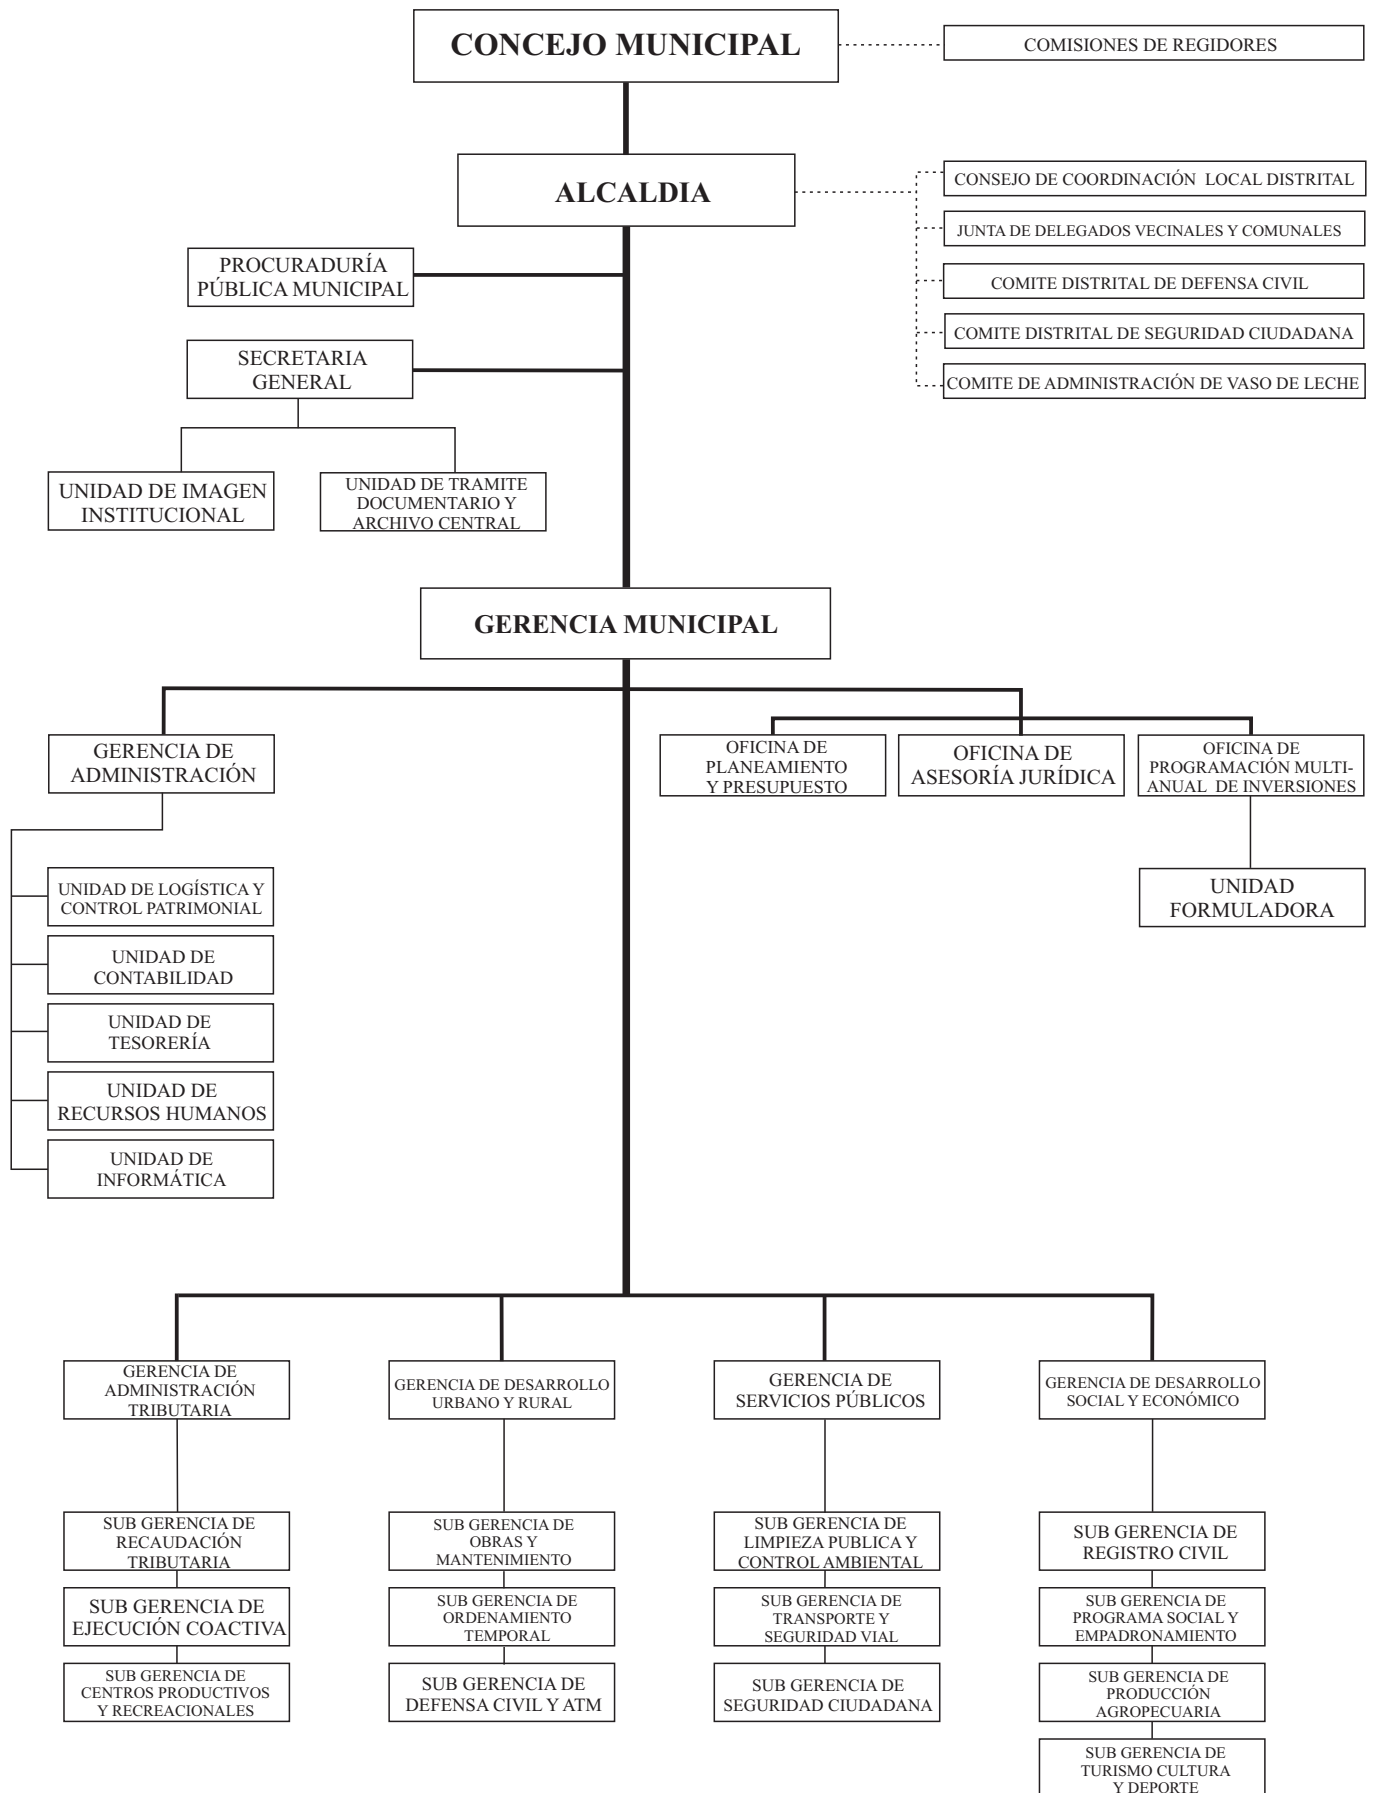 CONCEJO MUNICIPAL
COMISIONES DE REGIDORES
ALCALDIA
CONSEJO DE COORDINACIÓN LOCAL DISTRITAL
JUNTA DE DELEGADOS VECINALES Y COMUNALES
COMITE DISTRITAL DE DEFENSA CIVIL
COMITE DISTRITAL DE SEGURIDAD CIUDADANA
COMITE DE ADMINISTRACIÓN DE VASO DE LECHE
PROCURADURÍA
PÚBLICA MUNICIPAL
SECRETARIA
GENERAL
UNIDAD DE IMAGEN
INSTITUCIONAL
UNIDAD DE TRAMITE
DOCUMENTARIO Y
ARCHIVO CENTRAL
GERENCIA MUNICIPAL
GERENCIA DE
ADMINISTRACIÓN
OFICINA DE
PLANEAMIENTO
Y PRESUPUESTO
OFICINA DE
ASESORÍA JURÍDICA
OFICINA DE
PROGRAMACIÓN MULTI-
ANUAL DE INVERSIONES
UNIDAD
FORMULADORA
UNIDAD DE LOGÍSTICA Y
CONTROL PATRIMONIAL
UNIDAD DE
CONTABILIDAD
UNIDAD DE
TESORERÍA
UNIDAD DE
RECURSOS HUMANOS
UNIDAD DE
INFORMÁTICA
GERENCIA DE
ADMINISTRACIÓN
TRIBUTARIA
GERENCIA DE DESARROLLO
URBANO Y RURAL
GERENCIA DE
SERVICIOS PÚBLICOS
GERENCIA DE DESARROLLO
SOCIAL Y ECONÓMICO
SUB GERENCIA DE
RECAUDACIÓN
TRIBUTARIA
SUB GERENCIA DE
OBRAS Y
MANTENIMIENTO
SUB GERENCIA DE
LIMPIEZA PUBLICA Y
CONTROL AMBIENTAL
SUB GERENCIA DE
REGISTRO CIVIL
SUB GERENCIA DE
EJECUCIÓN COACTIVA
SUB GERENCIA DE
ORDENAMIENTO
TEMPORAL
SUB GERENCIA DE
TRANSPORTE Y
SEGURIDAD VIAL
SUB GERENCIA DE
PROGRAMA SOCIAL Y
EMPADRONAMIENTO
SUB GERENCIA DE
CENTROS PRODUCTIVOS
Y RECREACIONALES
SUB GERENCIA DE
DEFENSA CIVIL Y ATM
SUB GERENCIA DE
SEGURIDAD CIUDADANA
SUB GERENCIA DE
PRODUCCIÓN
AGROPECUARIA
SUB GERENCIA DE
TURISMO CULTURA
Y DEPORTE